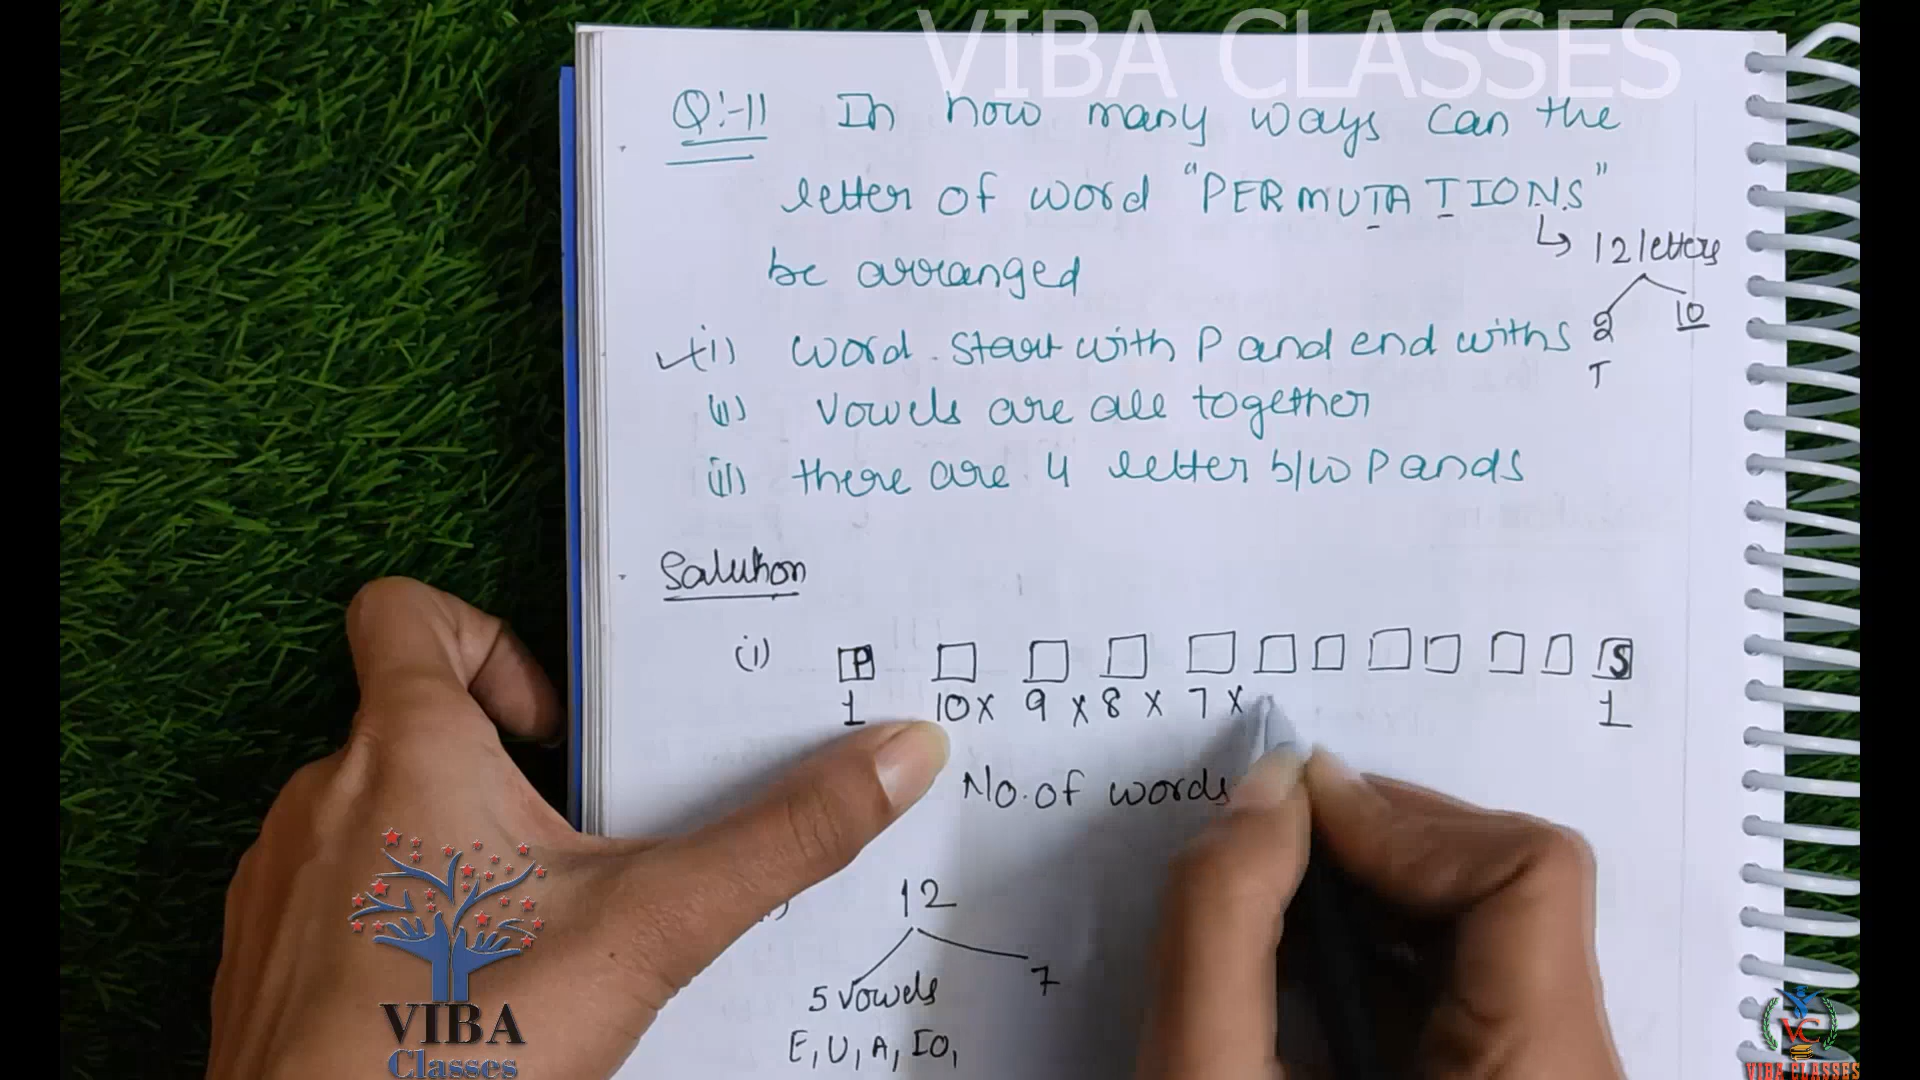 VIBA CLASSES
Q:-11 In how many ways can the
letter of word "PERMUTATIONS"
↳ 12 letters
be arranged
2 10
T
(i) word start with P and end with S
(ii) Vowels are all together
(iii) there are 4 letter b/w P and S
Solution
(i) P S
1 10 x 9 x 8 x 7 x 1
No. of words
12
5 vowels 7
E, U, A, IO,
VIBA
Classes
VC
VIBA CLASSES